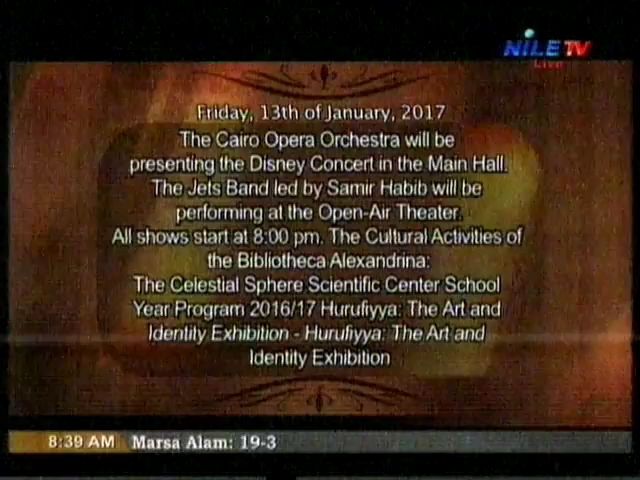 NILE TV
Live
Friday, 13th of January, 2017
The Cairo Opera Orchestra will be
presenting the Disney Concert in the Main Hall.
The Jets Band led by Samir Habib will be
performing at the Open-Air Theater.
All shows start at 8:00 pm. The Cultural Activities of
the Bibliotheca Alexandrina:
The Celestial Sphere Scientific Center School
Year Program 2016/17 Hurufiyya: The Art and
Identity Exhibition - Hurufiyya: The Art and
Identity Exhibition
8:39 AM Marsa Alam: 19-3